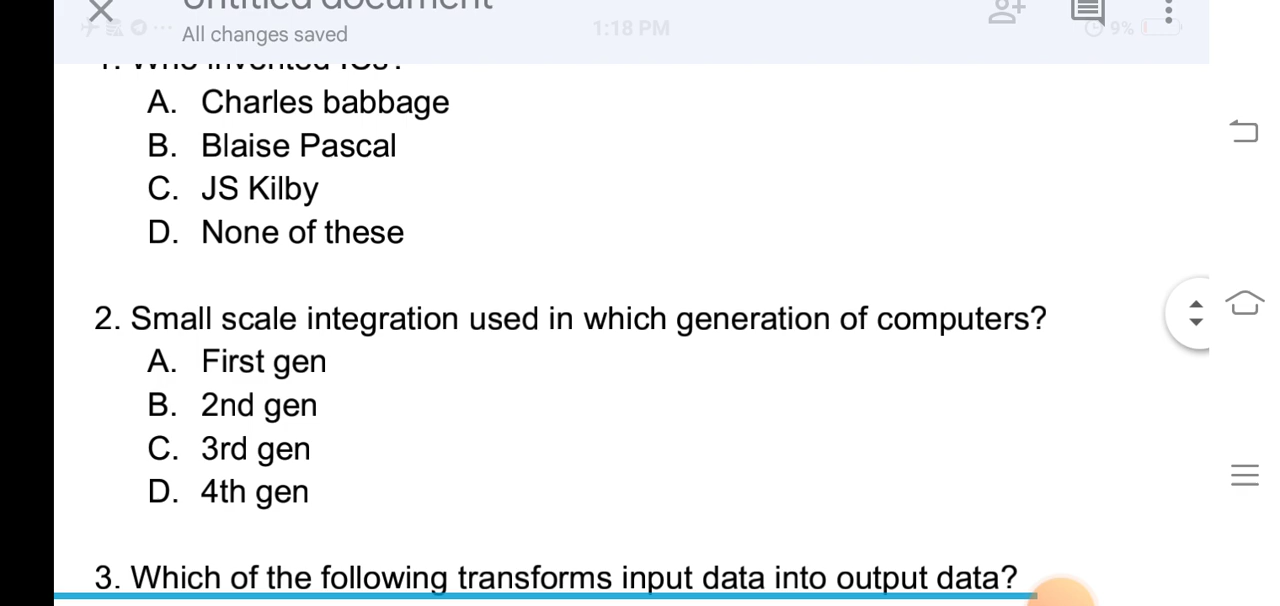 All changes saved
1:18 PM
9%
A. Charles babbage
B. Blaise Pascal
C. JS Kilby
D. None of these
2. Small scale integration used in which generation of computers?
A. First gen
B. 2nd gen
C. 3rd gen
D. 4th gen
3. Which of the following transforms input data into output data?